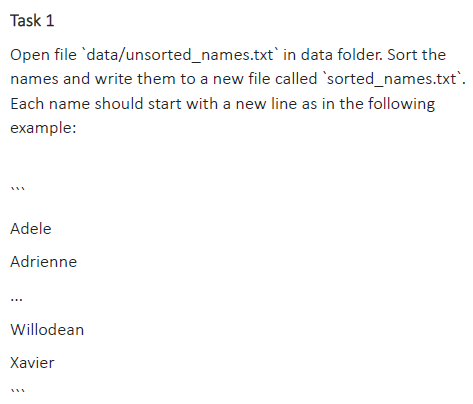 Task 1
Open file `data/unsorted_names.txt` in data folder. Sort the
names and write them to a new file called `sorted_names.txt`.
Each name should start with a new line as in the following
example:
```
Adele
Adrienne
...
Willodean
Xavier
```